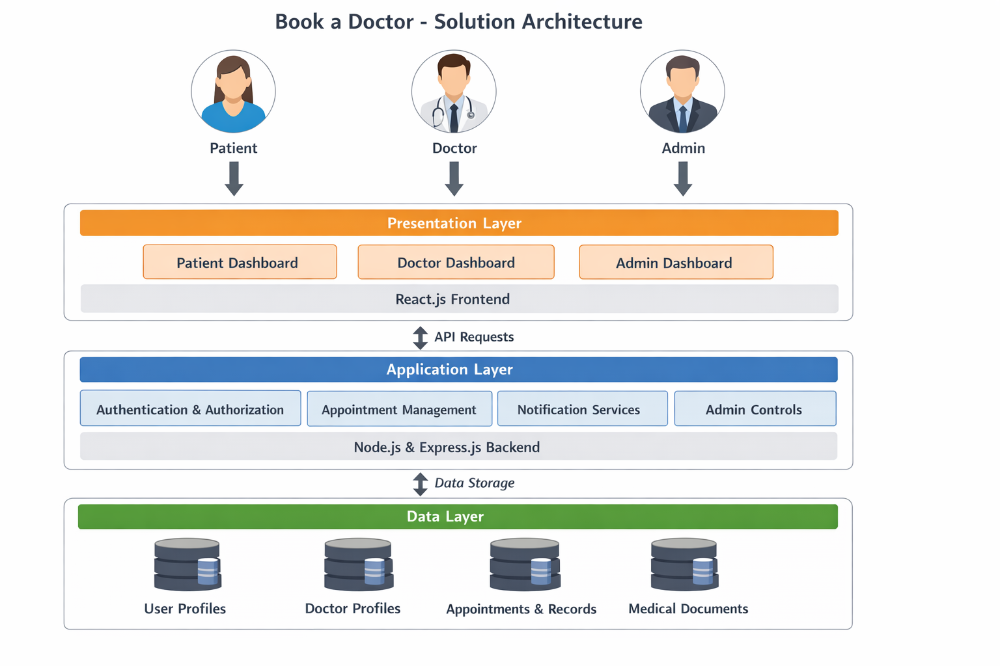 Book a Doctor - Solution Architecture
Patient
Doctor
Admin
Presentation Layer
Patient Dashboard
Doctor Dashboard
Admin Dashboard
React.js Frontend
API Requests
Application Layer
Authentication & Authorization
Appointment Management
Notification Services
Admin Controls
Node.js & Express.js Backend
Data Storage
Data Layer
User Profiles
Doctor Profiles
Appointments & Records
Medical Documents